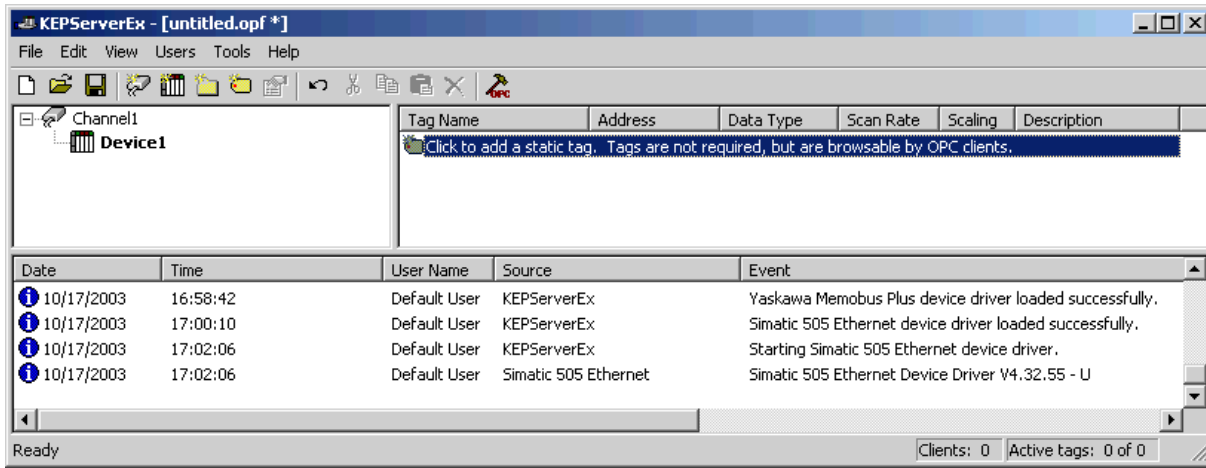 KEPServerEx - [untitled.opf *]
File Edit View Users Tools Help
OPC
Channel1
Device1
Tag Name Address Data Type Scan Rate Scaling Description
Click to add a static tag. Tags are not required, but are browsable by OPC clients.
Date Time User Name Source Event
10/17/2003 16:58:42 Default User KEPServerEx Yaskawa Memobus Plus device driver loaded successfully.
10/17/2003 17:00:10 Default User KEPServerEx Simatic 505 Ethernet device driver loaded successfully.
10/17/2003 17:02:06 Default User KEPServerEx Starting Simatic 505 Ethernet device driver.
10/17/2003 17:02:06 Default User Simatic 505 Ethernet Simatic 505 Ethernet Device Driver V4.32.55 - U
Ready Clients: 0 Active tags: 0 of 0